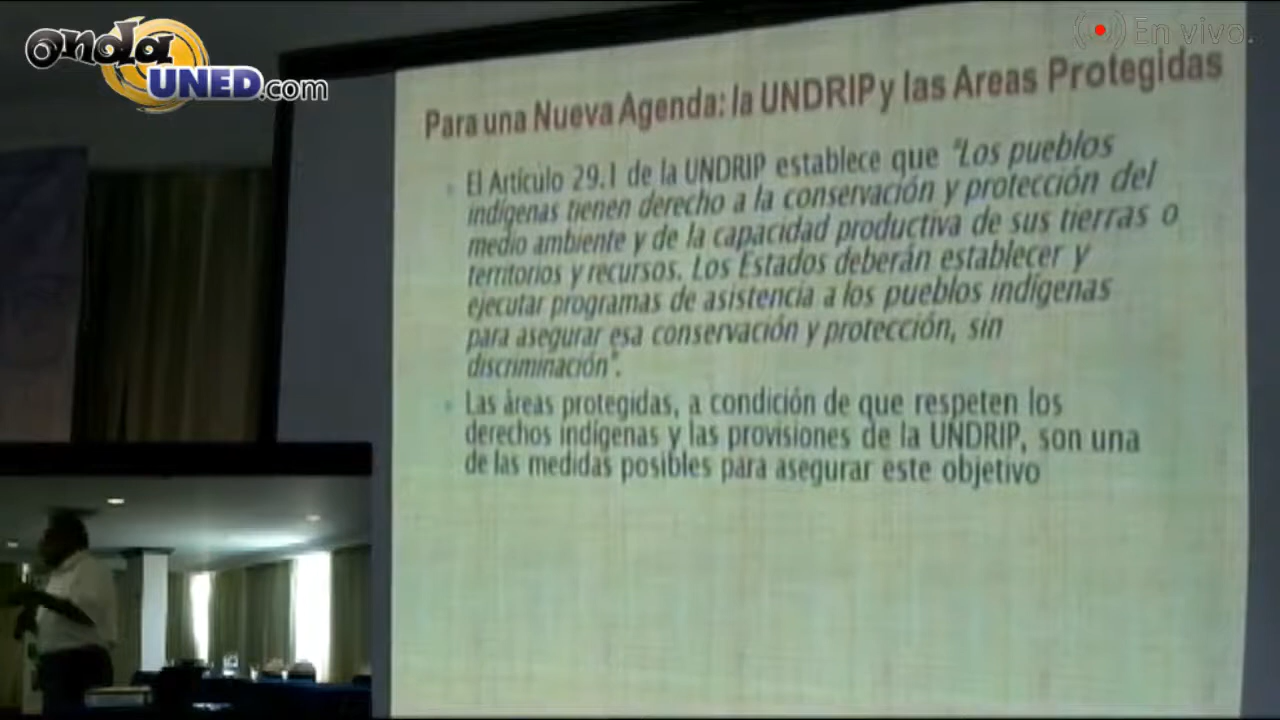 onda
UNED.com
En vivo.
Para una Nueva Agenda: la UNDRIP y las Areas Protegidas
El Artículo 29.1 de la UNDRIP establece que "Los pueblos
indígenas tienen derecho a la conservación y protección del
medio ambiente y de la capacidad productiva de sus tierras o
territorios y recursos. Los Estados deberán establecer y
ejecutar programas de asistencia a los pueblos indígenas
para asegurar esa conservación y protección, sin
discriminación".
Las áreas protegidas, a condición de que respeten los
derechos indígenas y las provisiones de la UNDRIP, son una
de las medidas posibles para asegurar este objetivo